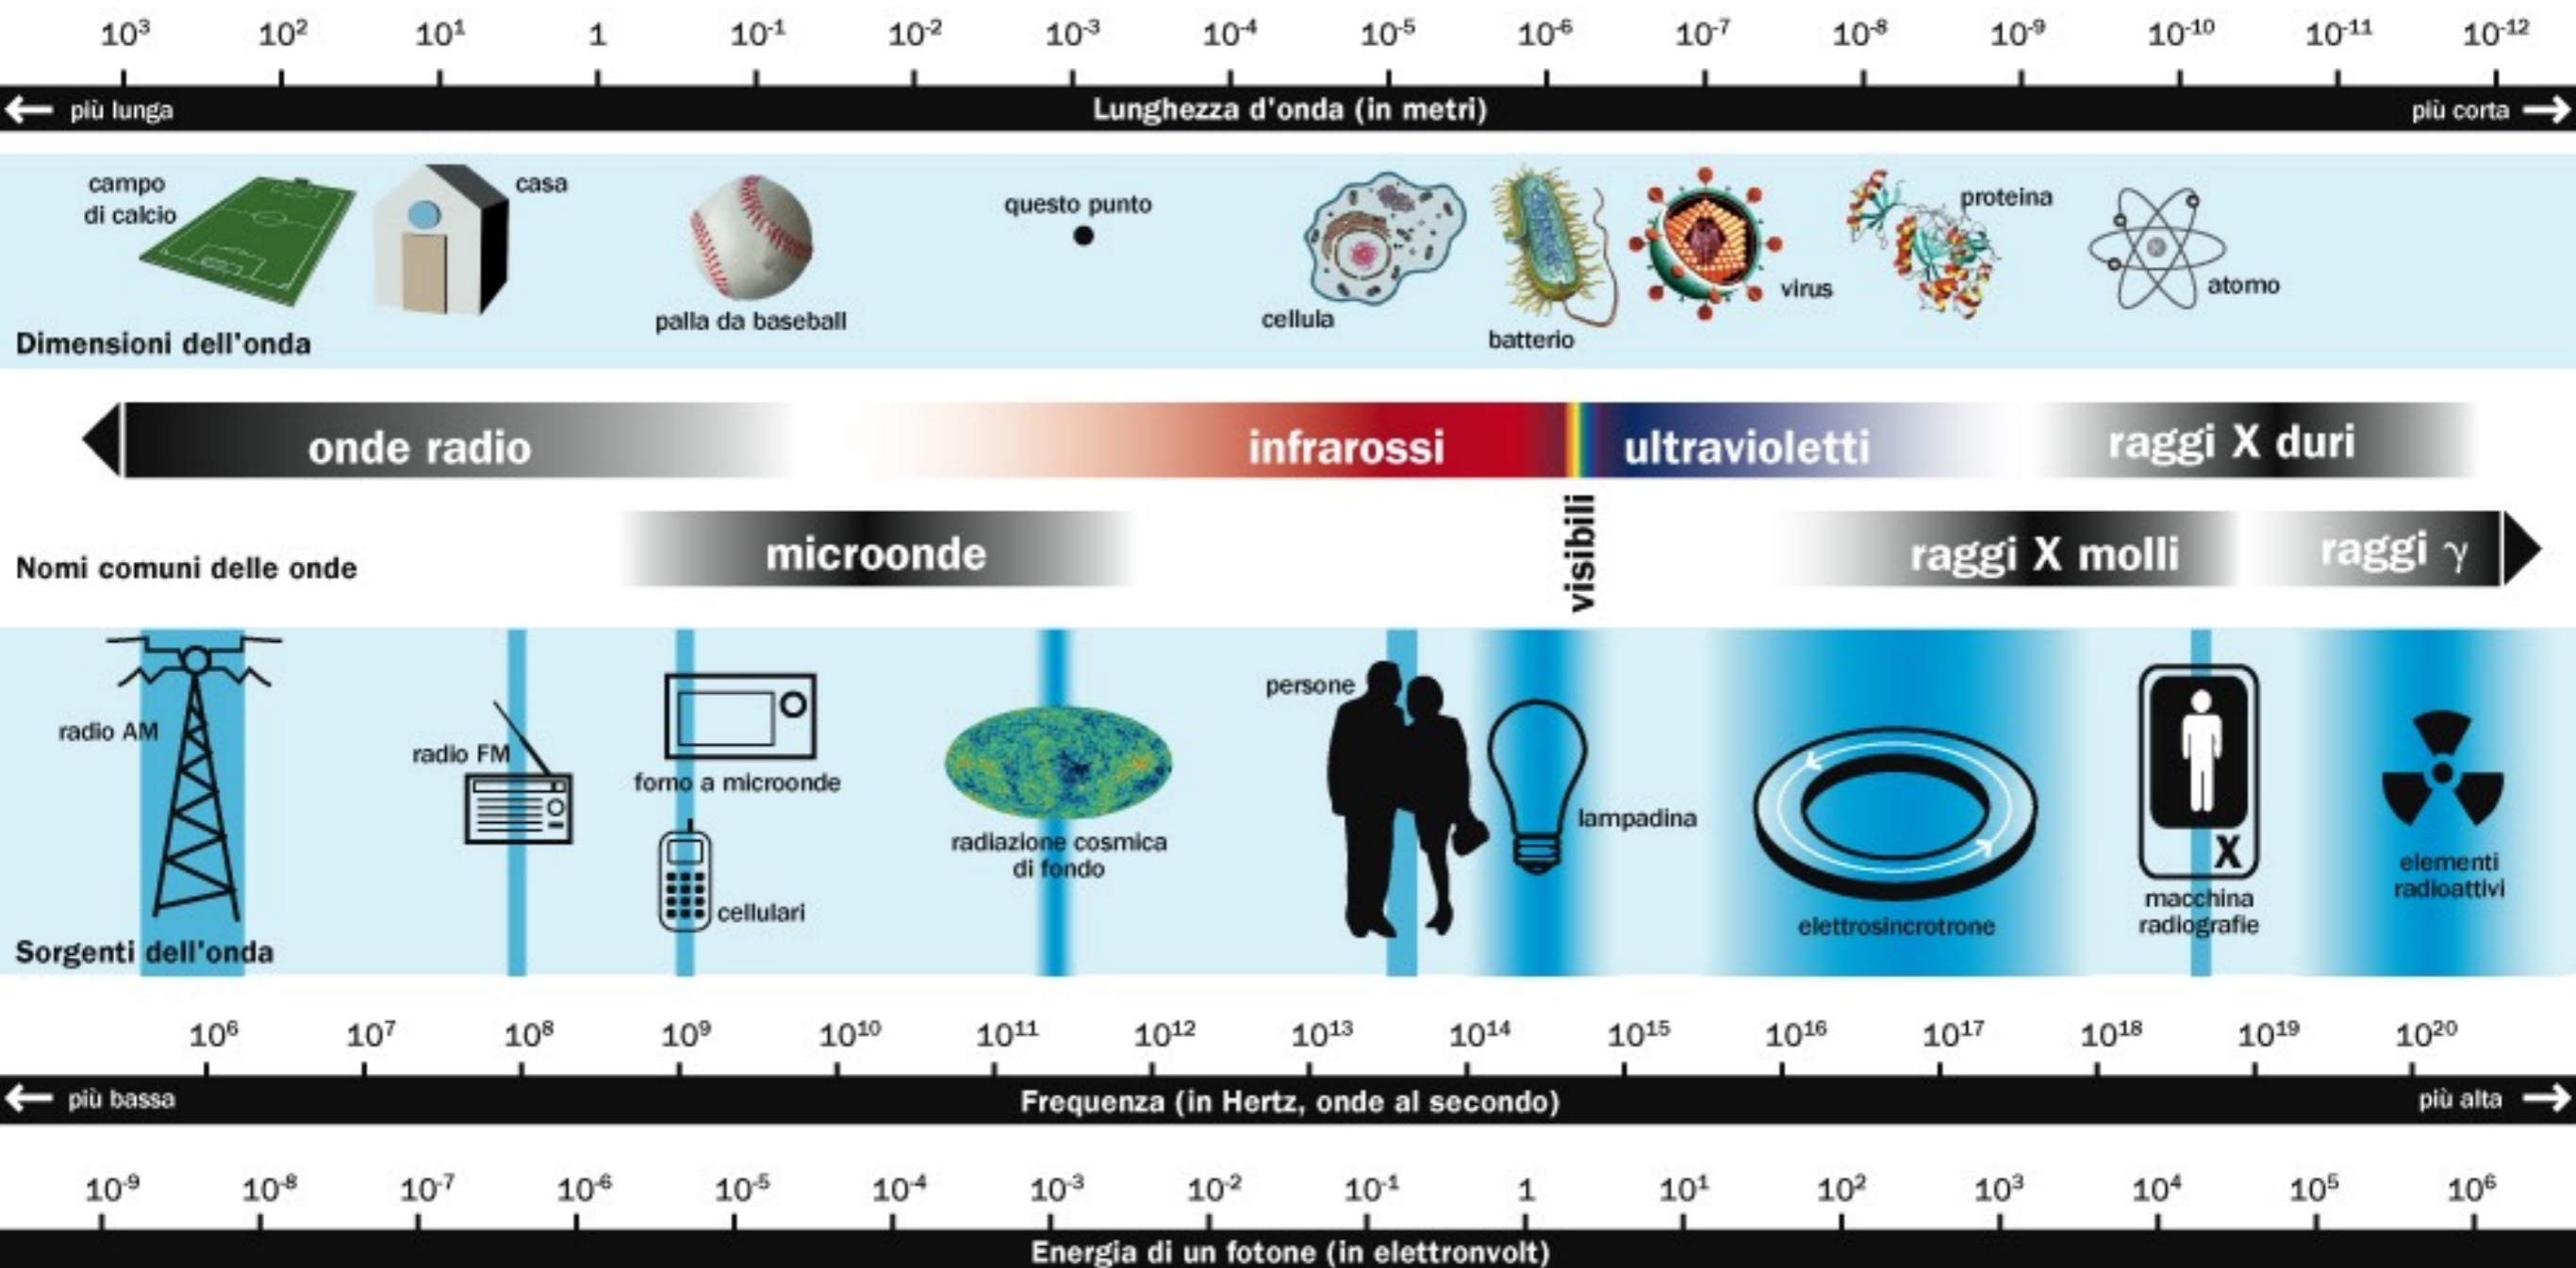 10³ 10² 10¹ 1 10⁻¹ 10⁻² 10⁻³ 10⁻⁴ 10⁻⁵ 10⁻⁶ 10⁻⁷ 10⁻⁸ 10⁻⁹ 10⁻¹⁰ 10⁻¹¹ 10⁻¹²
← più lunga Lunghezza d'onda (in metri) più corta →
campo
di calcio
casa
palla da baseball
questo punto
cellula
batterio
virus
proteina
atomo
Dimensioni dell'onda
onde radio infrarossi ultravioletti raggi X duri
visibili
microonde raggi X molli raggi γ
Nomi comuni delle onde
radio AM
radio FM
forno a microonde
cellulari
radiazione cosmica
di fondo
persone
lampadina
elettrosincrotrone
X
macchina
radiografie
elementi
radioattivi
Sorgenti dell'onda
10⁶ 10⁷ 10⁸ 10⁹ 10¹⁰ 10¹¹ 10¹² 10¹³ 10¹⁴ 10¹⁵ 10¹⁶ 10¹⁷ 10¹⁸ 10¹⁹ 10²⁰
← più bassa Frequenza (in Hertz, onde al secondo) più alta →
10⁻⁹ 10⁻⁸ 10⁻⁷ 10⁻⁶ 10⁻⁵ 10⁻⁴ 10⁻³ 10⁻² 10⁻¹ 1 10¹ 10² 10³ 10⁴ 10⁵ 10⁶
Energia di un fotone (in elettronvolt)